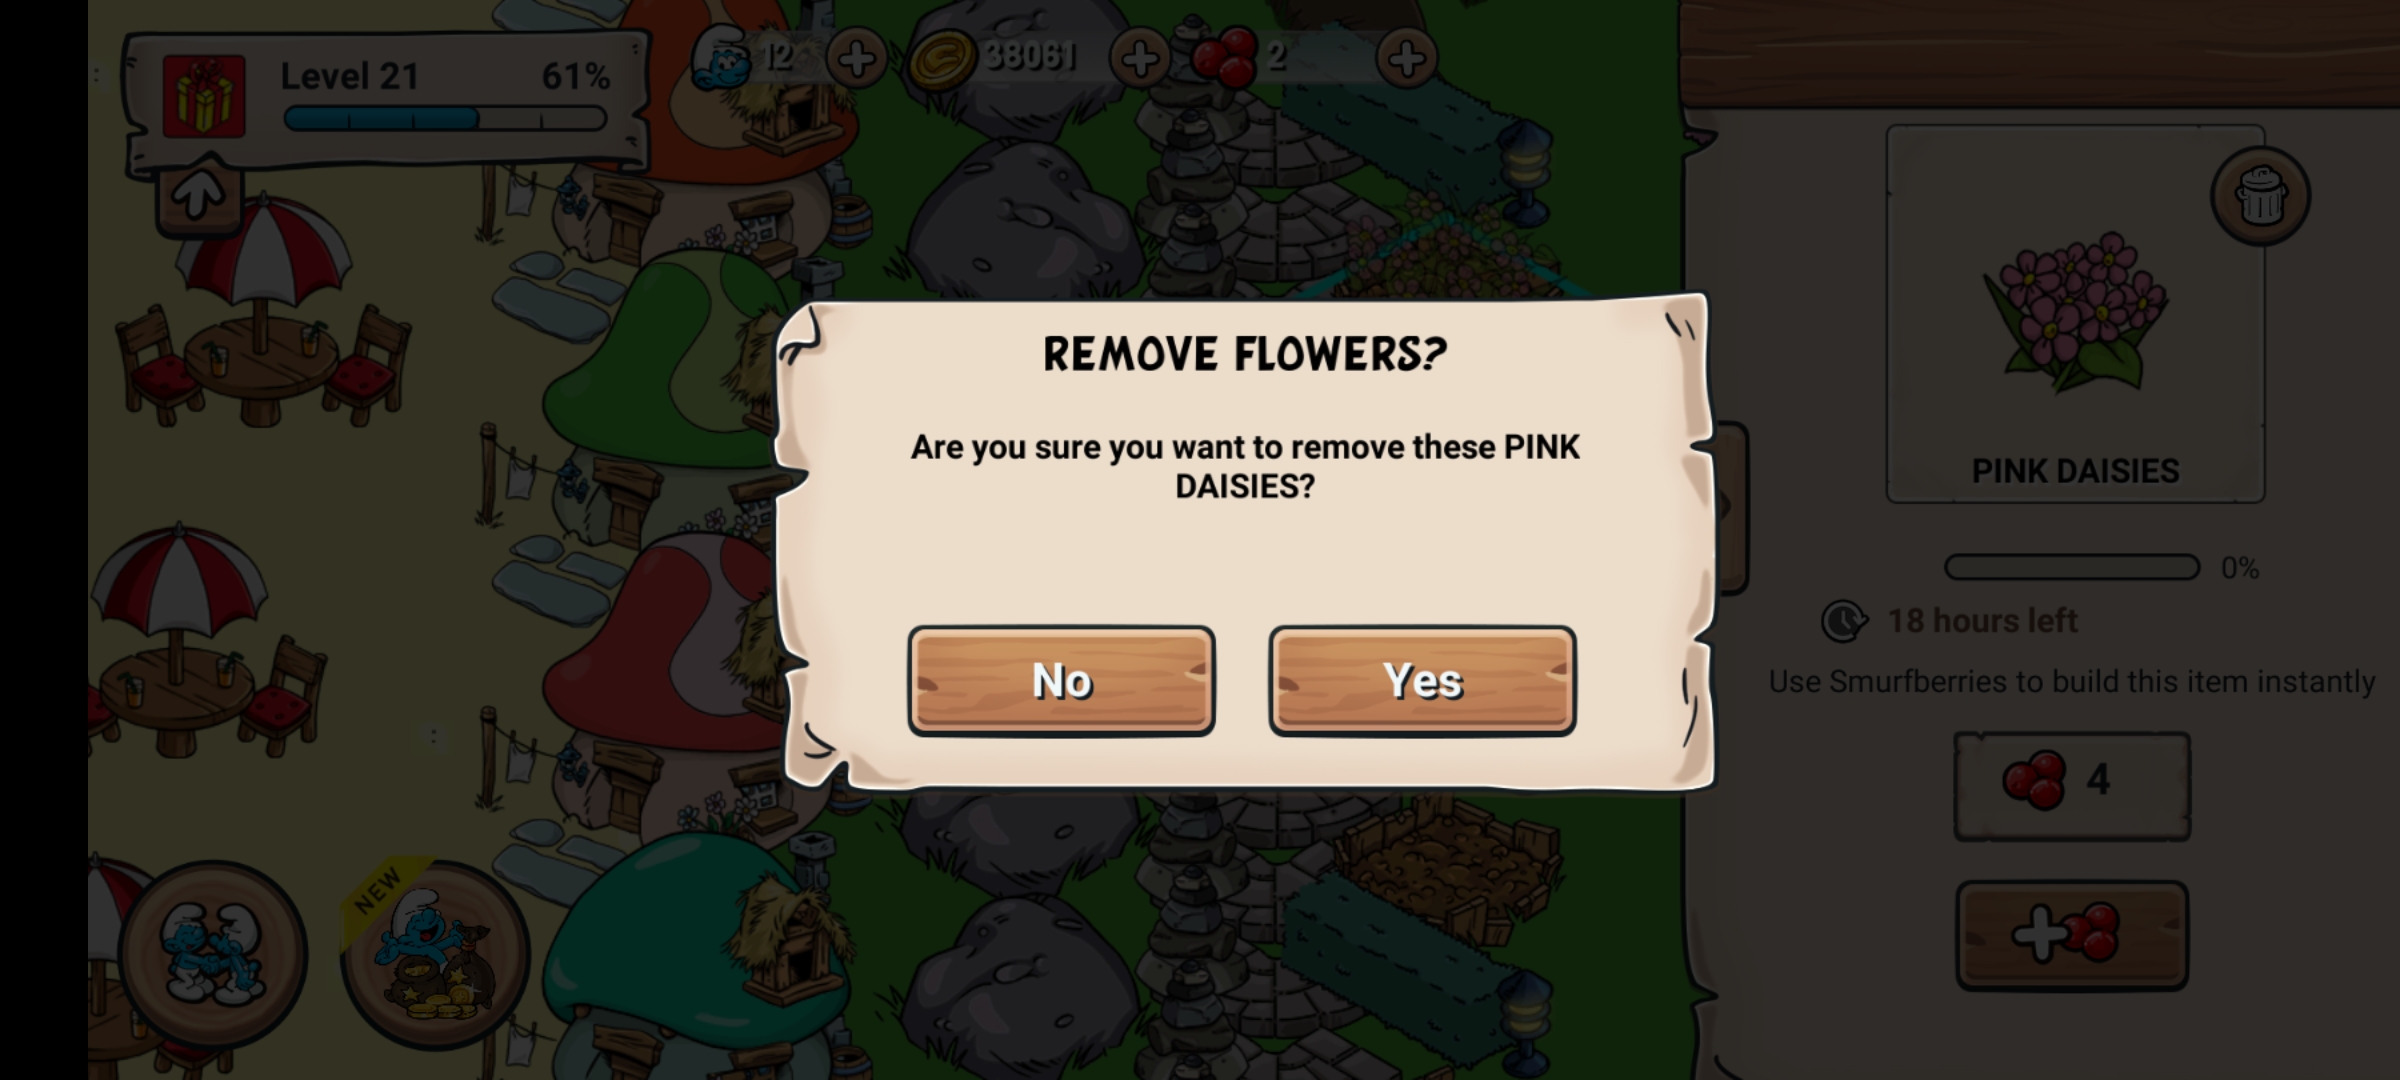 Level 21 61%
12
38061
2
REMOVE FLOWERS?
Are you sure you want to remove these PINK
DAISIES?
No Yes
PINK DAISIES
0%
18 hours left
Use Smurfberries to build this item instantly
4
NEW